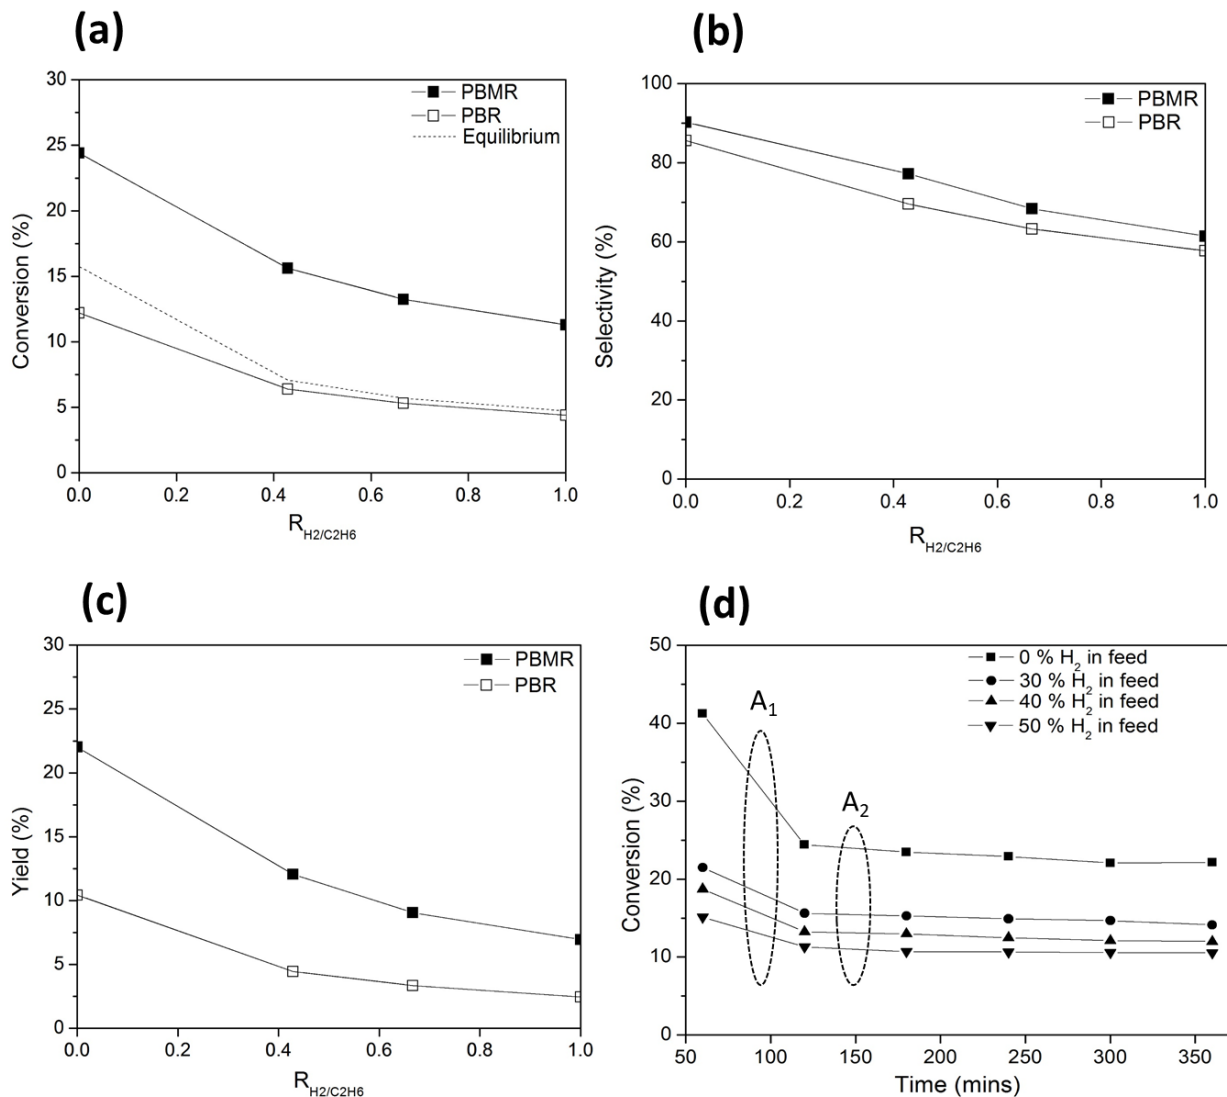 (a)
30
25
20
15
10
5
0
Conversion (%)
PBMR
PBR
Equilibrium
0.0 0.2 0.4 0.6 0.8 1.0
R_H2/C2H6
(b)
100
80
60
40
20
0
Selectivity (%)
PBMR
PBR
0.0 0.2 0.4 0.6 0.8 1.0
R_H2/C2H6
(c)
30
25
20
15
10
5
0
Yield (%)
PBMR
PBR
0.0 0.2 0.4 0.6 0.8 1.0
R_H2/C2H6
(d)
50
40
30
20
10
0
Conversion (%)
0 % H₂ in feed
30 % H₂ in feed
40 % H₂ in feed
50 % H₂ in feed
A₁
A₂
50 100 150 200 250 300 350
Time (mins)